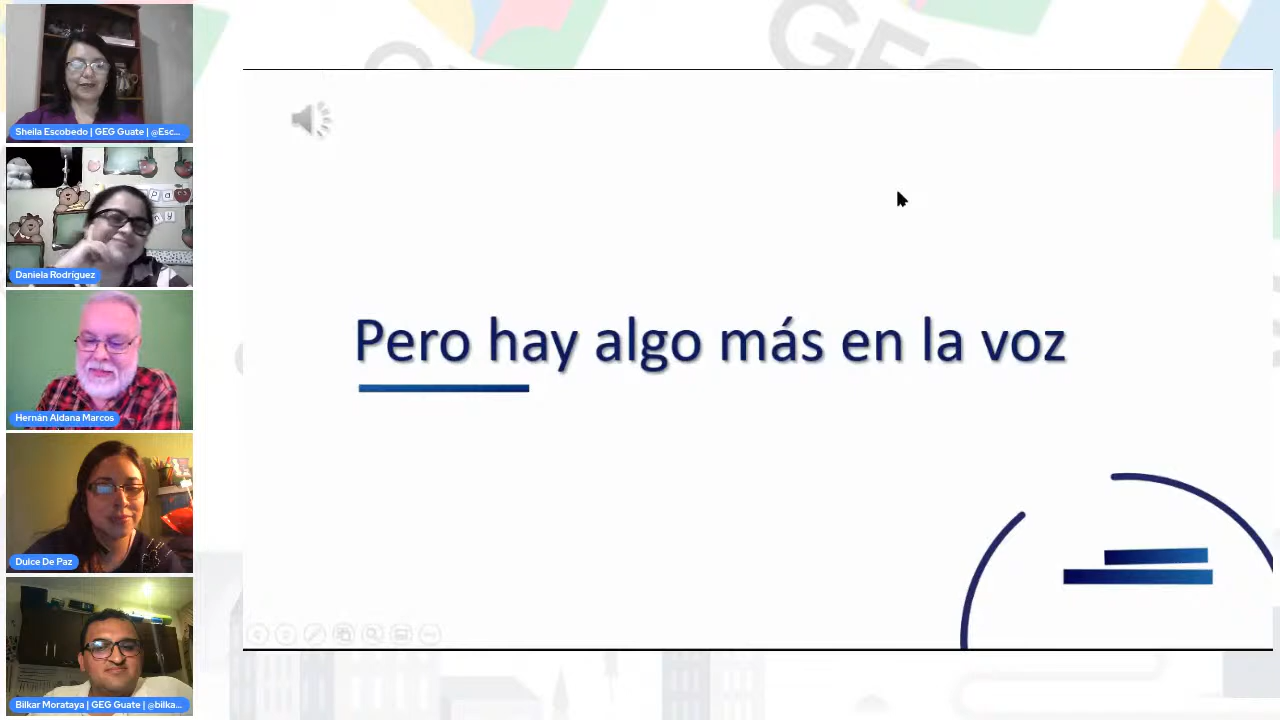 Sheila Escobedo | GEG Guate | @Esc...
Daniela Rodríguez
Hernán Aldana Marcos
Dulce De Paz
Bilkar Morataya | GEG Guate | @bilka...
GEG
Pero hay algo más en la voz